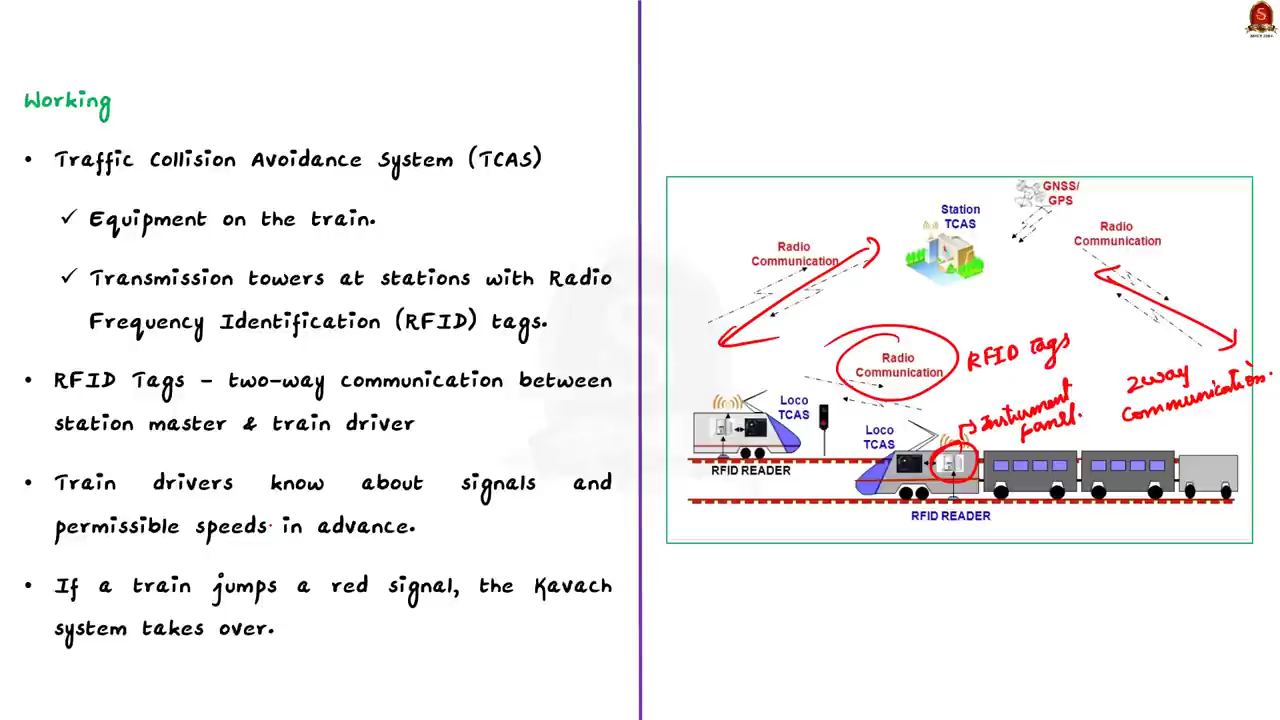 Working
• Traffic Collision Avoidance System (TCAS)
✓ Equipment on the train.
✓ Transmission towers at stations with Radio
Frequency Identification (RFID) tags.
• RFID Tags – two-way communication between
station master & train driver
• Train drivers know about signals and
permissible speeds in advance.
• If a train jumps a red signal, the Kavach
system takes over.
GNSS/
GPS
Station
TCAS
Radio
Communication
Radio
Communication
Radio
Communication
RFID Tags
2way
Communication.
Instrument
Panel.
Loco
TCAS
Loco
TCAS
RFID READER
RFID READER